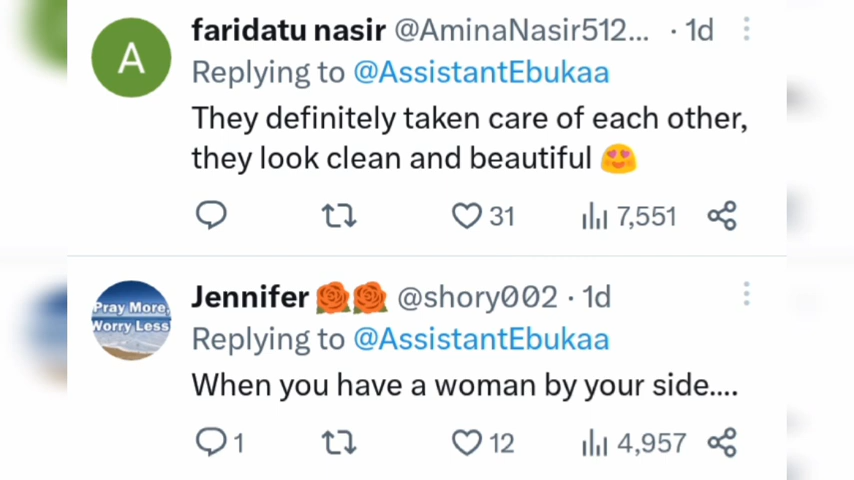 A
faridatu nasir @AminaNasir512... · 1d
Replying to @AssistantEbukaa
They definitely taken care of each other,
they look clean and beautiful 😍
31 7,551
Pray More,
Worry Less
Jennifer 🌹🌹 @shory002 · 1d
Replying to @AssistantEbukaa
When you have a woman by your side....
1 12 4,957